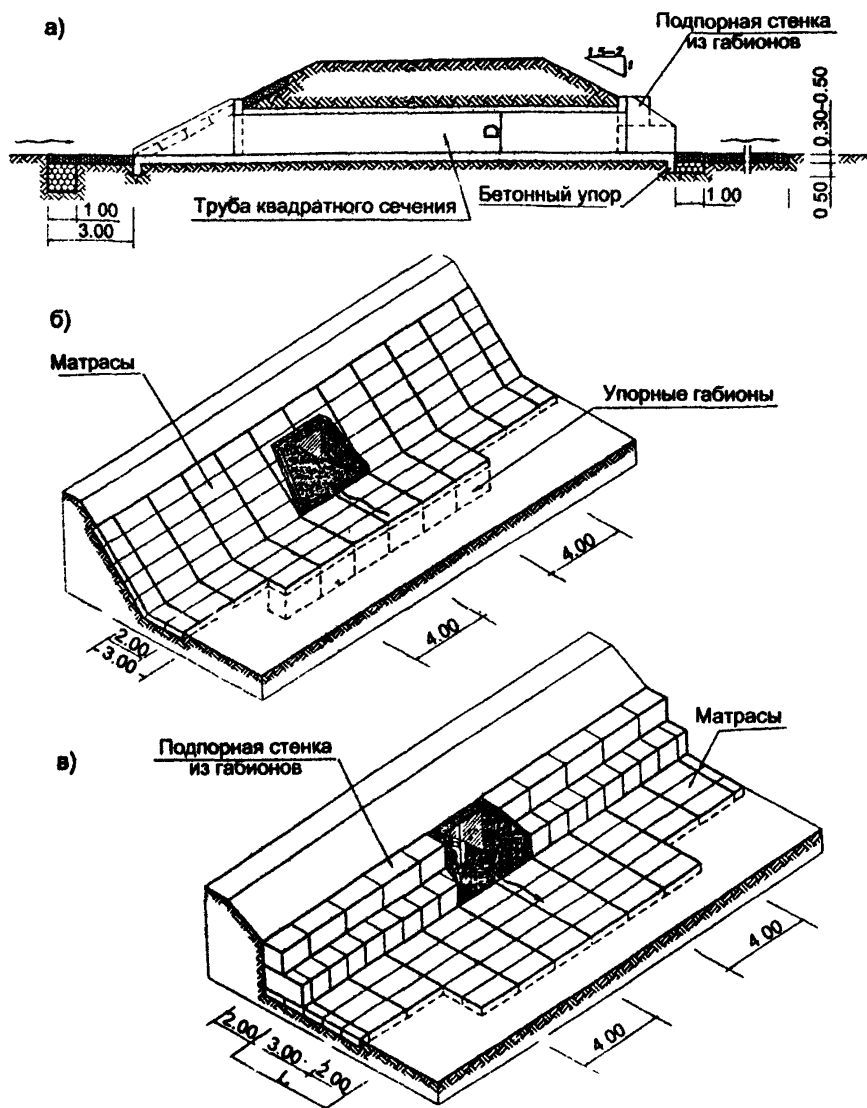 а)
Подпорная стенка
из габионов
1,5–2
1
0.30-0.50
D
0 50
Труба квадратного сечения
Бетонный упор
1 00
1 00
3.00
б)
Матрасы
Упорные габионы
4.00
4.00
2.00
3.00
в)
Подпорная стенка
из габионов
Матрасы
4.00
4.00
2.00
3.00
2.00
L